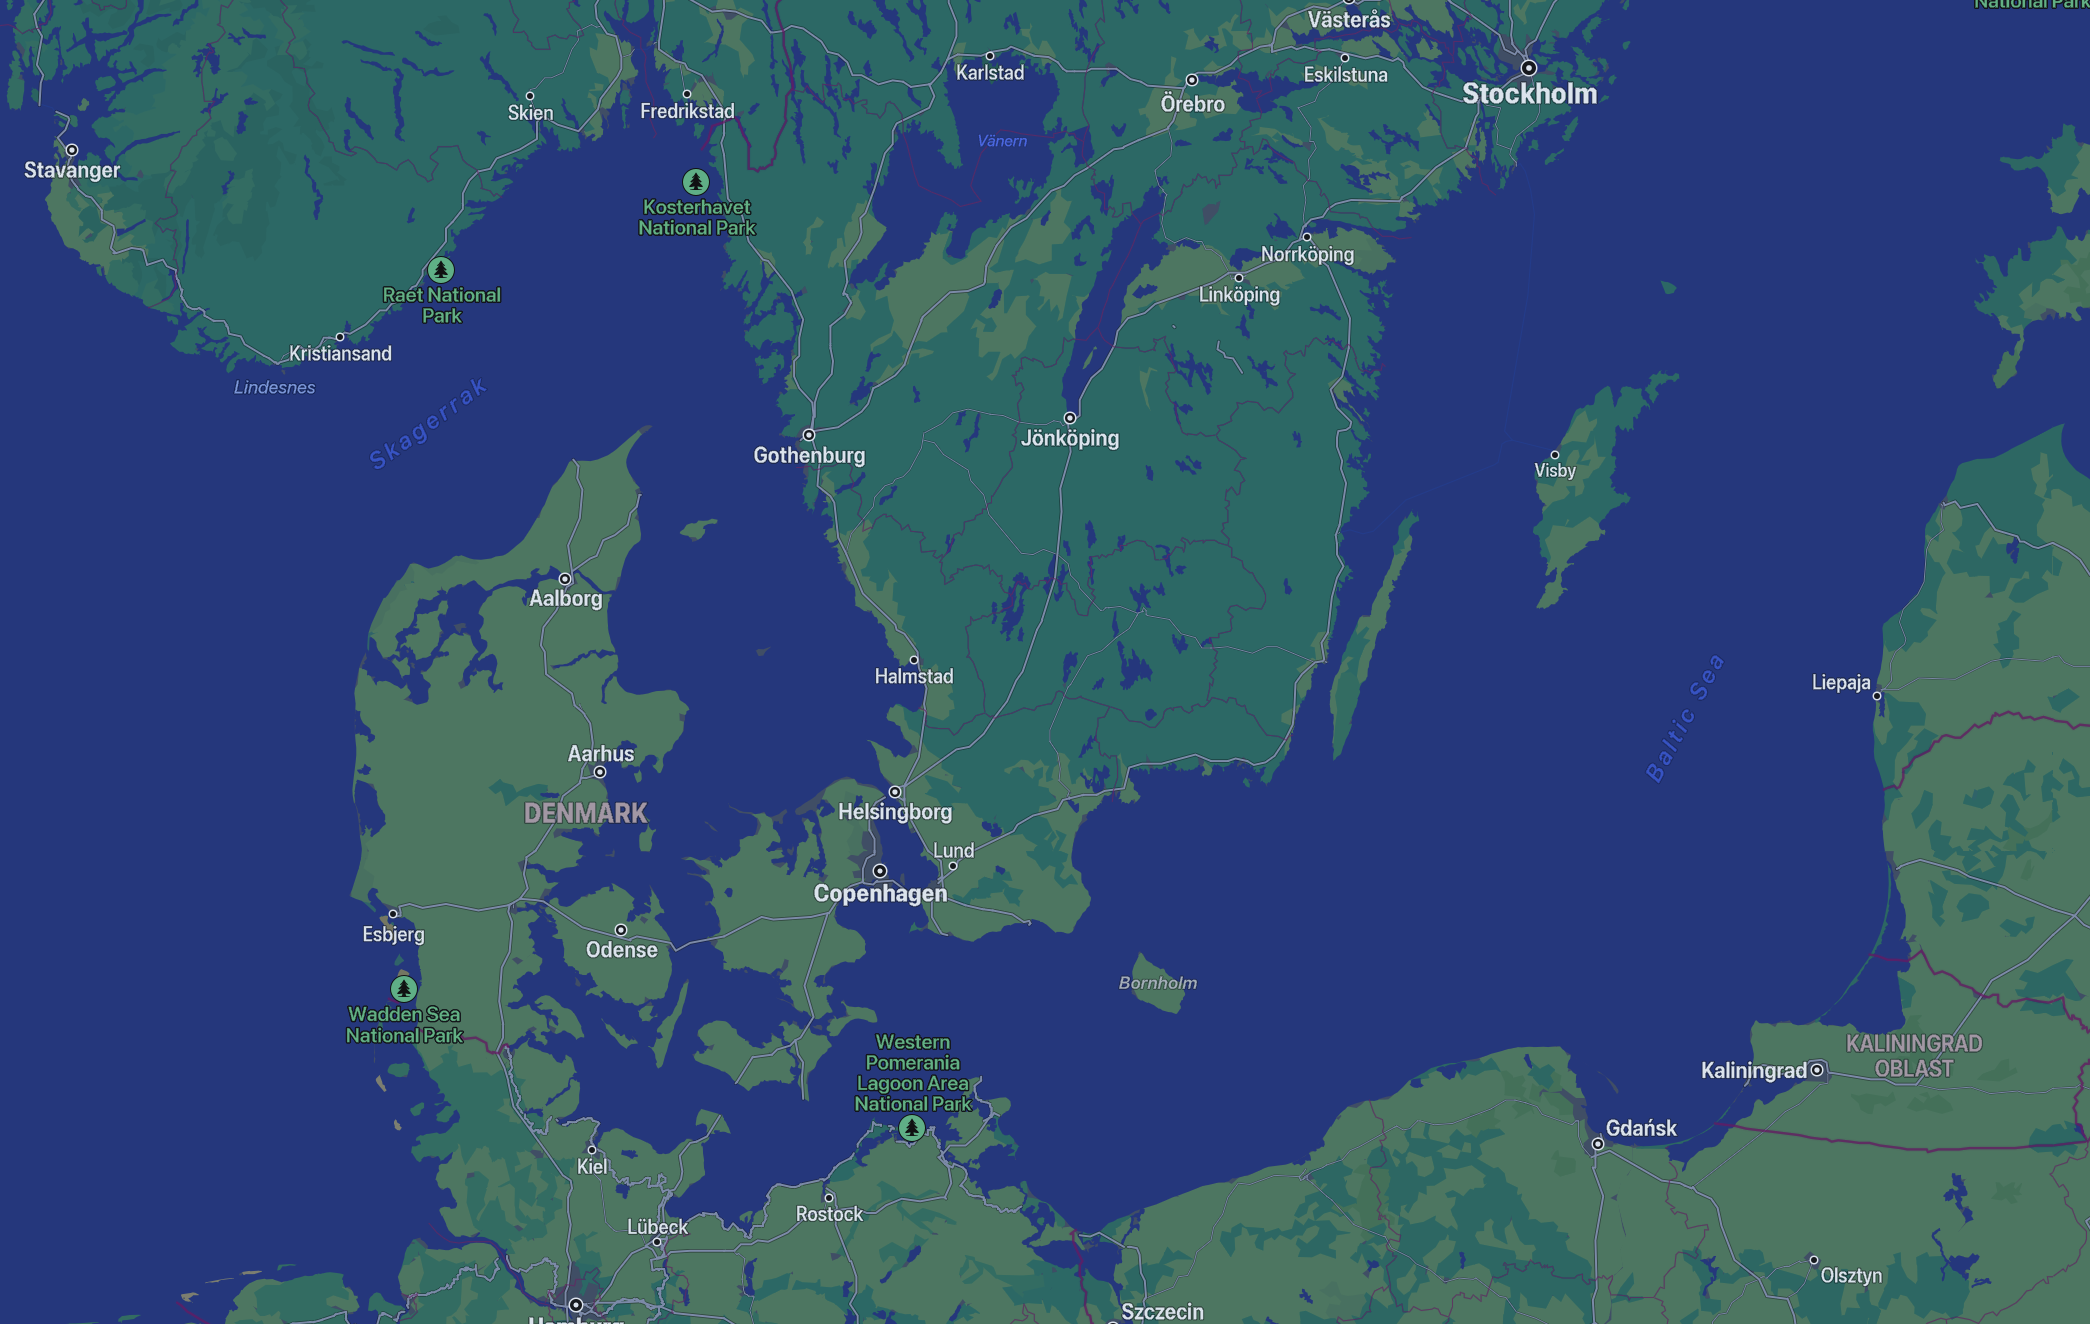 National Park
Västerås
Karlstad
Eskilstuna
Stockholm
Örebro
Skien
Fredrikstad
Vänern
Stavanger
Kosterhavet
National Park
Norrköping
Raet National
Park
Linköping
Kristiansand
Lindesnes
Skagerrak
Jönköping
Gothenburg
Visby
Aalborg
Halmstad
Liepaja
Baltic Sea
Aarhus
DENMARK
Helsingborg
Lund
Copenhagen
Esbjerg
Odense
Bornholm
Wadden Sea
National Park
Western
Pomerania
Lagoon Area
National Park
KALININGRAD
OBLAST
Kaliningrad
Gdańsk
Kiel
Rostock
Lübeck
Olsztyn
Szczecin
Hamburg